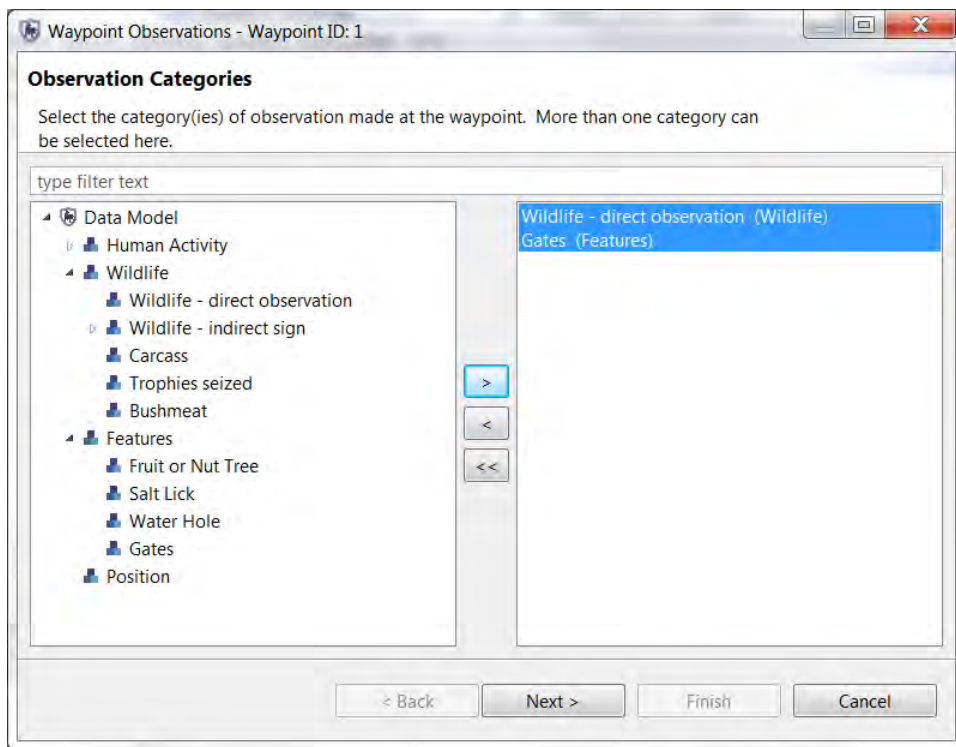 Waypoint Observations - Waypoint ID: 1
Observation Categories
Select the category(ies) of observation made at the waypoint.  More than one category can
be selected here.
type filter text
Data Model
Human Activity
Wildlife
Wildlife - direct observation
Wildlife - indirect sign
Carcass
Trophies seized
Bushmeat
Features
Fruit or Nut Tree
Salt Lick
Water Hole
Gates
Position
>
<
<<
Wildlife - direct observation  (Wildlife)
Gates  (Features)
< Back
Next >
Finish
Cancel